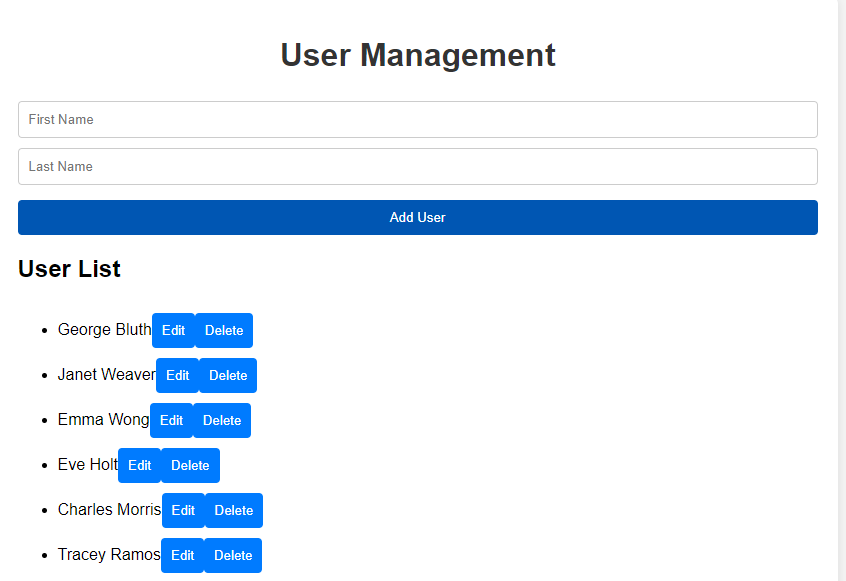 User Management
First Name
Last Name
Add User
User List
George Bluth Edit Delete
Janet Weaver Edit Delete
Emma Wong Edit Delete
Eve Holt Edit Delete
Charles Morris Edit Delete
Tracey Ramos Edit Delete